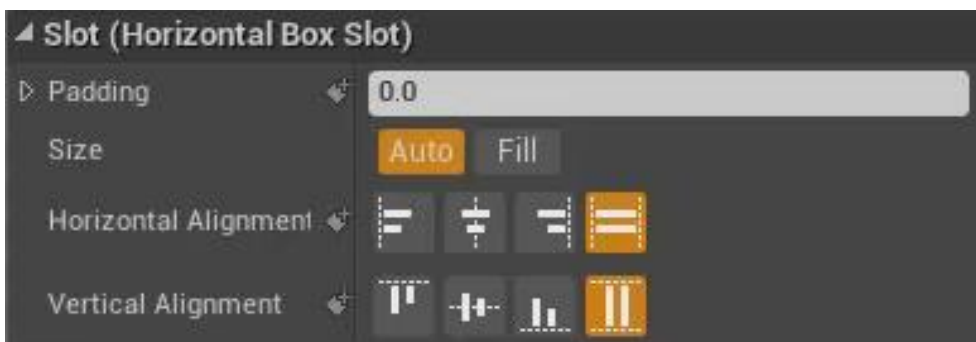 Slot (Horizontal Box Slot)
Padding 0.0
Size Auto Fill
Horizontal Alignment
Vertical Alignment